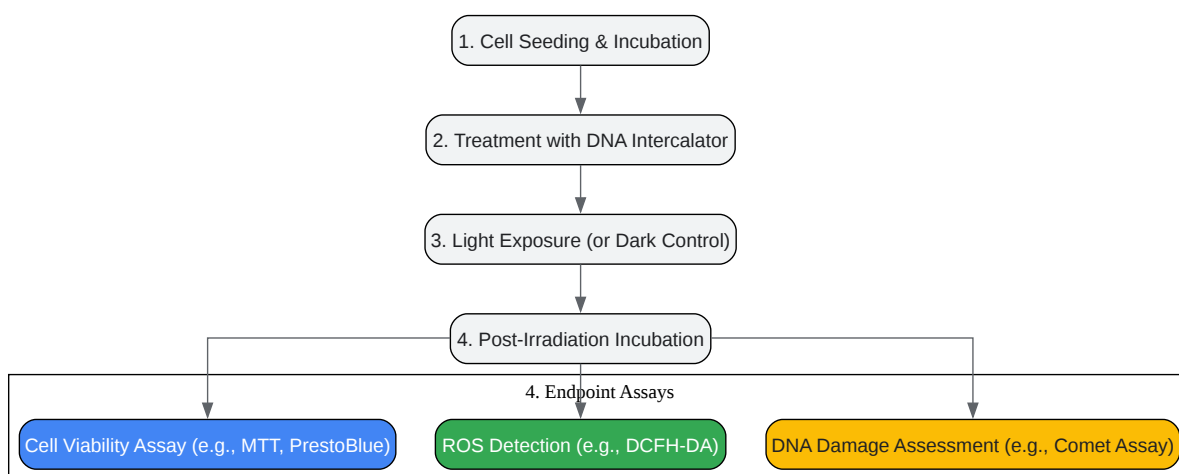 1. Cell Seeding & Incubation
2. Treatment with DNA Intercalator
3. Light Exposure (or Dark Control)
4. Post-Irradiation Incubation
4. Endpoint Assays
Cell Viability Assay (e.g., MTT, PrestoBlue)
ROS Detection (e.g., DCFH-DA)
DNA Damage Assessment (e.g., Comet Assay)